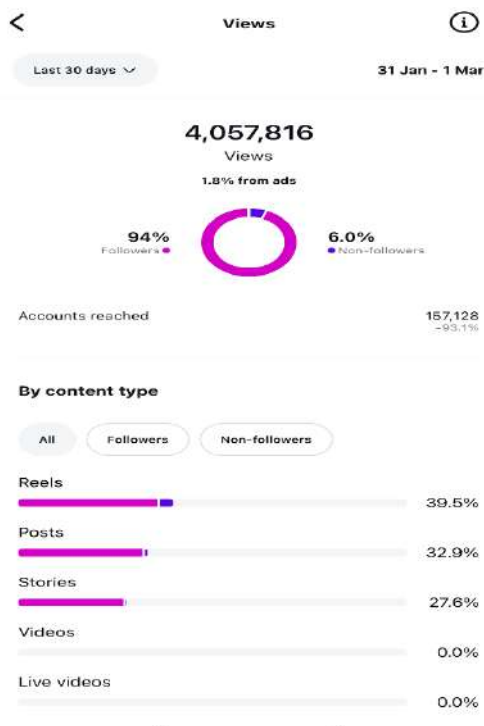 Views
Last 30 days
31 Jan - 1 Mar
4,057,816
Views
1.8% from ads
94%
Followers
6.0%
Non-followers
Accounts reached
157,128
-93.1%
By content type
All
Followers
Non-followers
Reels
39.5%
Posts
32.9%
Stories
27.6%
Videos
0.0%
Live videos
0.0%